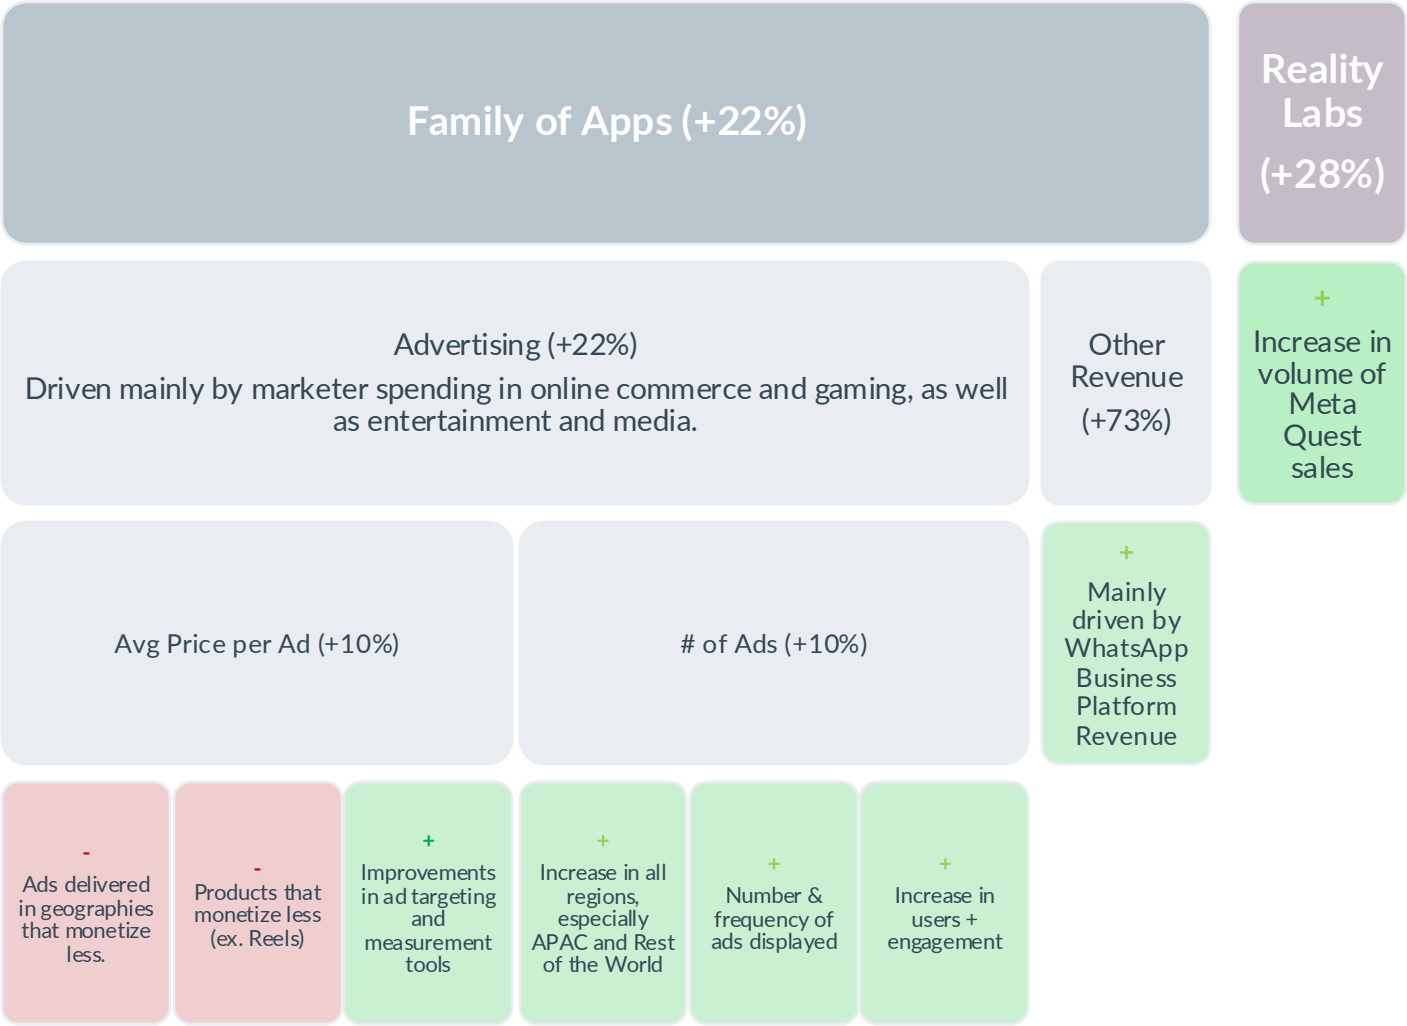 Family of Apps (+22%)
Reality
Labs
(+28%)
Advertising (+22%)
Driven mainly by marketer spending in online commerce and gaming, as well
as entertainment and media.
Other
Revenue
(+73%)
+
Increase in
volume of
Meta
Quest
sales
Avg Price per Ad (+10%)
# of Ads (+10%)
+
Mainly
driven by
WhatsApp
Business
Platform
Revenue
-
Ads delivered
in geographies
that monetize
less.
-
Products that
monetize less
(ex. Reels)
+
Improvements
in ad targeting
and
measurement
tools
+
Increase in all
regions,
especially
APAC and Rest
of the World
+
Number &
frequency of
ads displayed
+
Increase in
users +
engagement